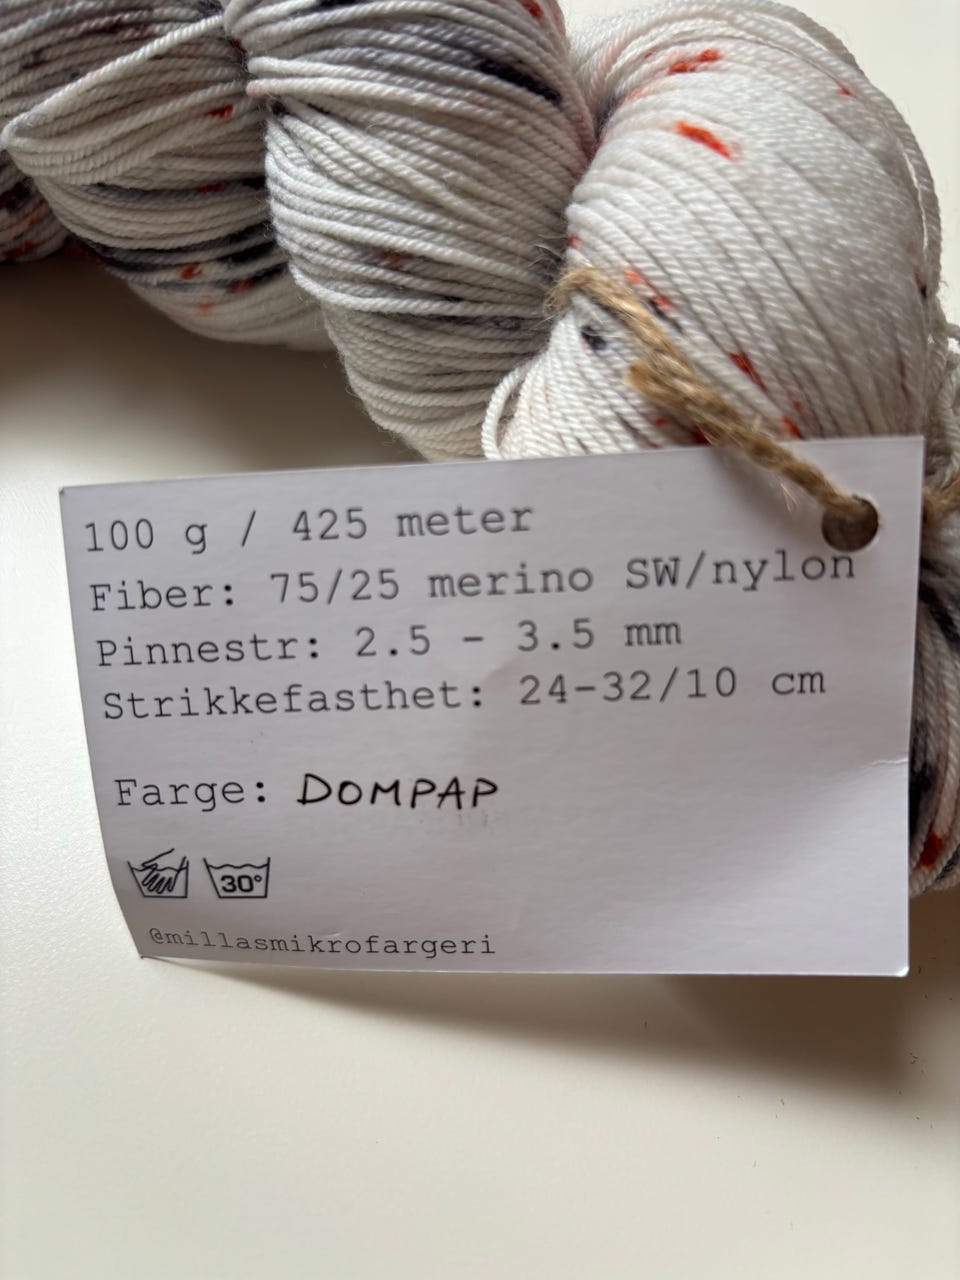 100 g / 425 meter
Fiber: 75/25 merino SW/nylon
Pinnestr: 2.5 - 3.5 mm
Strikkefasthet: 24-32/10 cm
Farge: DOMPAP
30°
@millasmikrofargeri